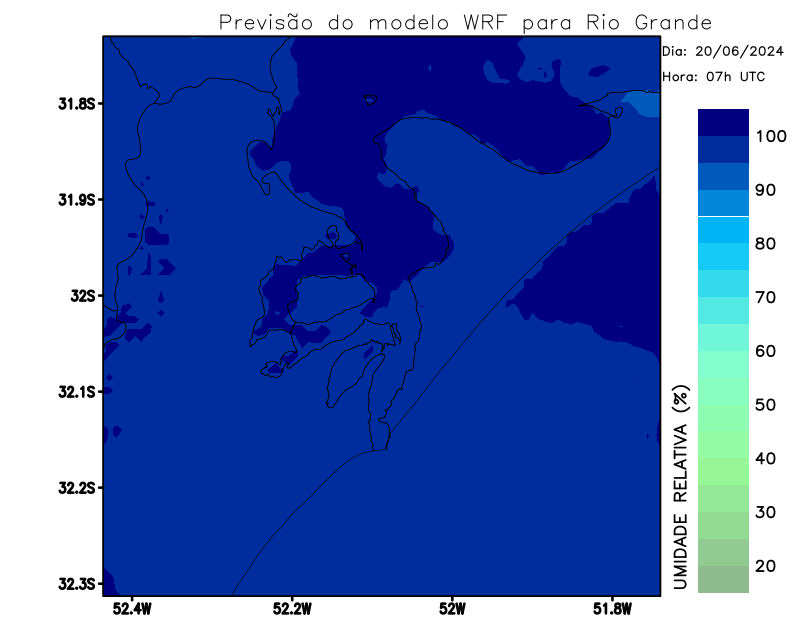 Previsão do modelo WRF para Rio Grande
Dia: 20/06/2024
Hora: 07h UTC
31.8S
31.9S
32S
32.1S
32.2S
32.3S
52.4W
52.2W
52W
51.8W
100
90
80
70
60
50
40
30
20
UMIDADE RELATIVA (%)